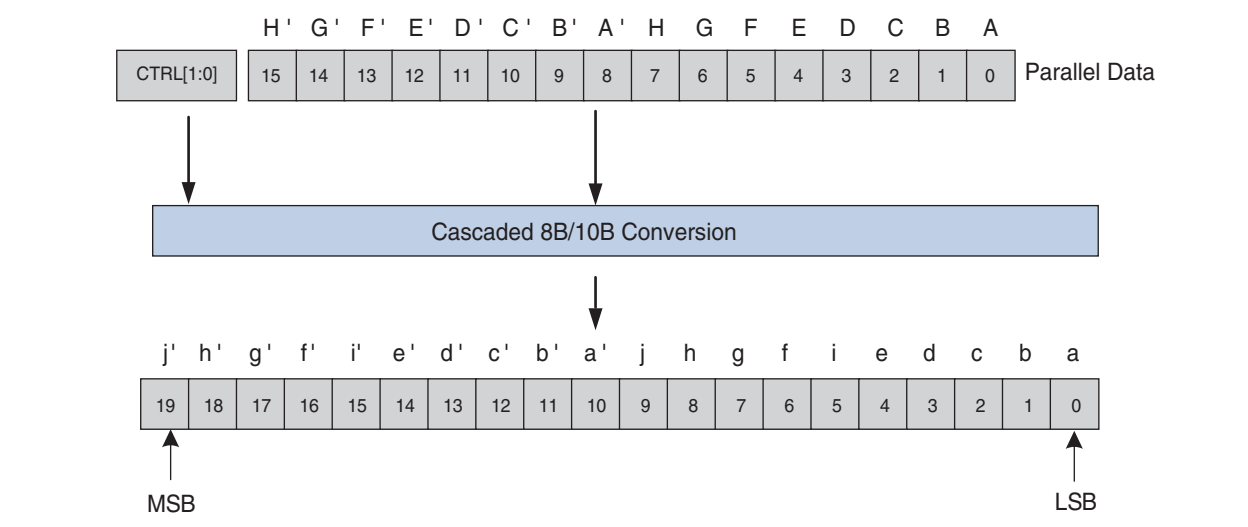 H' G' F' E' D' C' B' A' H G F E D C B A
CTRL[1:0] 15 14 13 12 11 10 9 8 7 6 5 4 3 2 1 0 Parallel Data
Cascaded 8B/10B Conversion
j' h' g' f' i' e' d' c' b' a' j h g f i e d c b a
19 18 17 16 15 14 13 12 11 10 9 8 7 6 5 4 3 2 1 0
MSB LSB